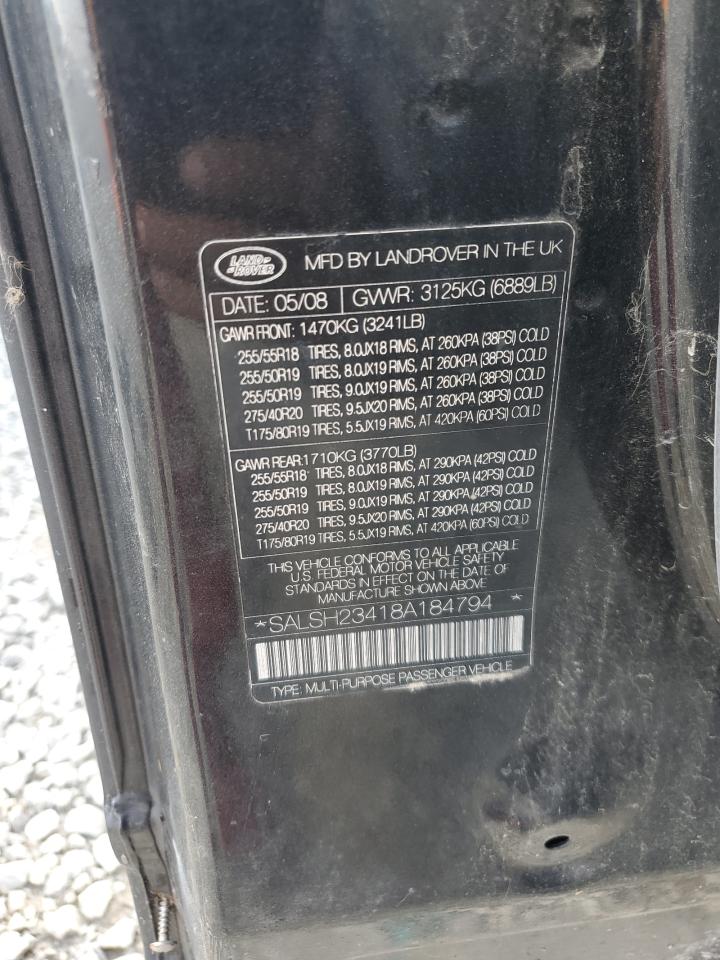 LAND-
-ROVER
MFD BY LANDROVER IN THE UK
DATE: 05/08 GVWR: 3125KG (6889LB)
GAWR FRONT: 1470KG (3241LB)
255/55R18 TIRES, 8.0JX18 RIMS, AT 260KPA (38PSI) COLD
255/50R19 TIRES, 8.0JX19 RIMS, AT 260KPA (38PSI) COLD
255/50R19 TIRES, 9.0JX19 RIMS, AT 260KPA (38PSI) COLD
275/40R20 TIRES, 9.5JX20 RIMS, AT 260KPA (38PSI) COLD
T175/80R19 TIRES, 5.5JX19 RIMS, AT 420KPA (60PSI) COLD
GAWR REAR: 1710KG (3770LB)
255/55R18 TIRES, 8.0JX18 RIMS, AT 290KPA (42PSI) COLD
255/50R19 TIRES, 8.0JX19 RIMS, AT 290KPA (42PSI) COLD
255/50R19 TIRES, 9.0JX19 RIMS, AT 290KPA (42PSI) COLD
275/40R20 TIRES, 9.5JX20 RIMS, AT 290KPA (42PSI) COLD
T175/80R19 TIRES, 5.5JX19 RIMS, AT 420KPA (60PSI) COLD
THIS VEHICLE CONFORMS TO ALL APPLICABLE
U.S. FEDERAL MOTOR VEHICLE SAFETY
STANDARDS IN EFFECT ON THE DATE OF
MANUFACTURE SHOWN ABOVE
*SALSH23418A184794 *
TYPE: MULTI-PURPOSE PASSENGER VEHICLE